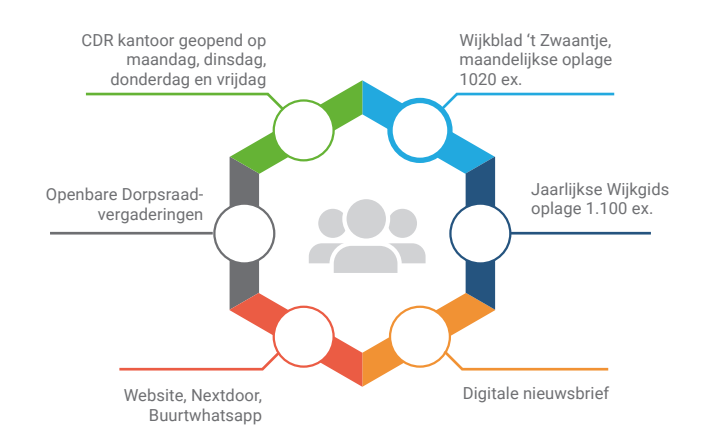 CDR kantoor geopend op
maandag, dinsdag,
donderdag en vrijdag
Wijkblad ‘t Zwaantje,
maandelijkse oplage
1020 ex.
Openbare Dorpsraad-
vergaderingen
Jaarlijkse Wijkgids
oplage 1.100 ex.
Website, Nextdoor,
Buurtwhatsapp
Digitale nieuwsbrief